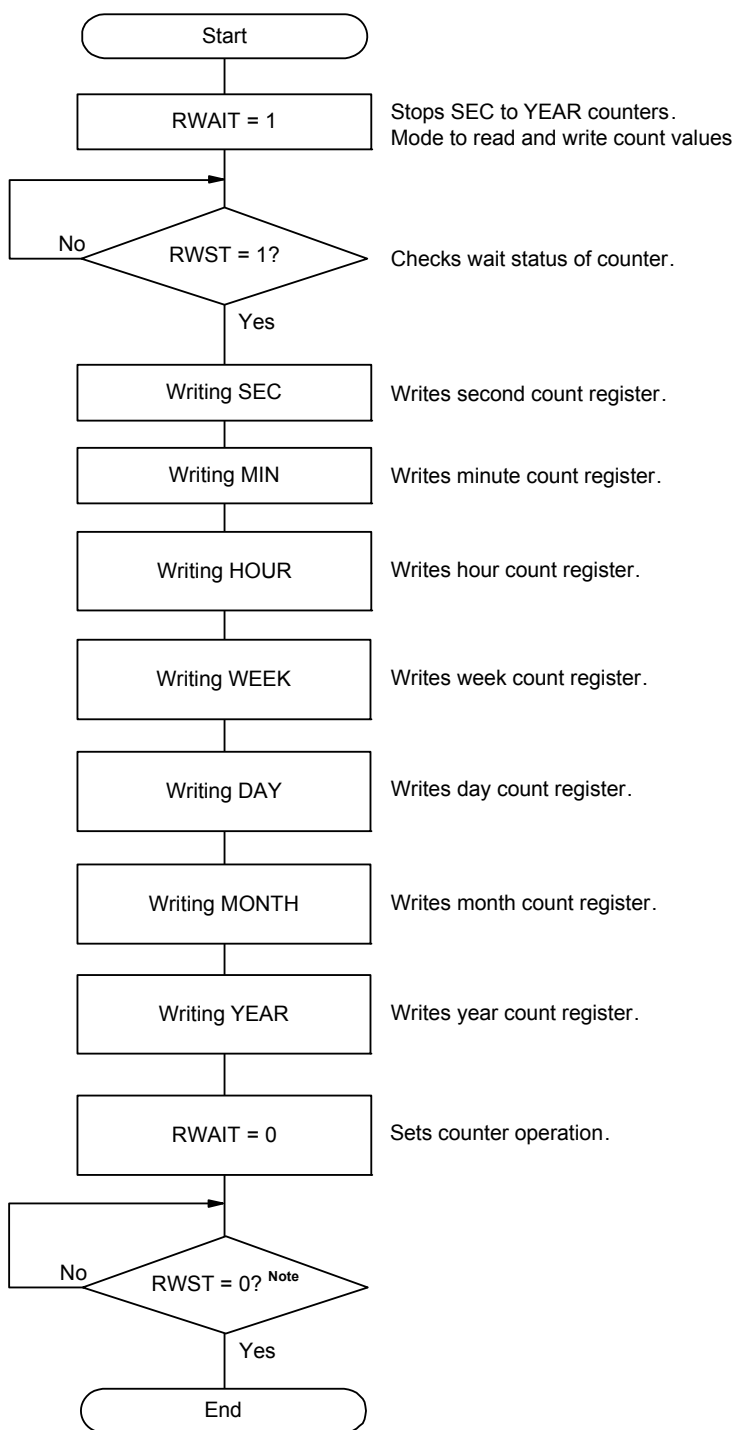 Start
RWAIT = 1
Stops SEC to YEAR counters.
Mode to read and write count values
No
RWST = 1?
Checks wait status of counter.
Yes
Writing SEC
Writes second count register.
Writing MIN
Writes minute count register.
Writing HOUR
Writes hour count register.
Writing WEEK
Writes week count register.
Writing DAY
Writes day count register.
Writing MONTH
Writes month count register.
Writing YEAR
Writes year count register.
RWAIT = 0
Sets counter operation.
No
RWST = 0? Note
Yes
End